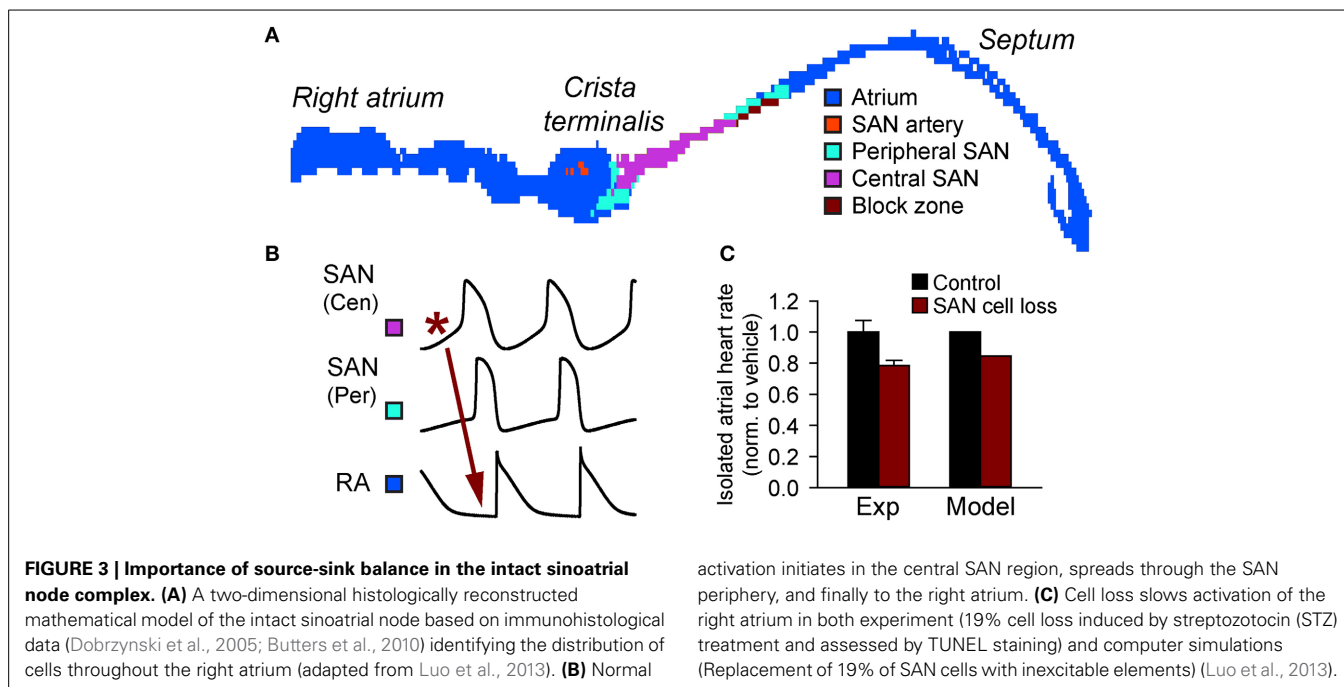 A
Right atrium
Crista
terminalis
Septum
Atrium
SAN artery
Peripheral SAN
Central SAN
Block zone
B
SAN
(Cen)
*
SAN
(Per)
RA
C
Control
SAN cell loss
Isolated atrial heart rate
(norm. to vehicle)
1.2
1.0
0.8
0.6
0.4
0.2
0.0
Exp
Model
FIGURE 3 | Importance of source-sink balance in the intact sinoatrial
node complex. (A) A two-dimensional histologically reconstructed
mathematical model of the intact sinoatrial node based on immunohistological
data (Dobrzynski et al., 2005; Butters et al., 2010) identifying the distribution of
cells throughout the right atrium (adapted from Luo et al., 2013). (B) Normal
activation initiates in the central SAN region, spreads through the SAN
periphery, and finally to the right atrium. (C) Cell loss slows activation of the
right atrium in both experiment (19% cell loss induced by streptozotocin (STZ)
treatment and assessed by TUNEL staining) and computer simulations
(Replacement of 19% of SAN cells with inexcitable elements) (Luo et al., 2013).